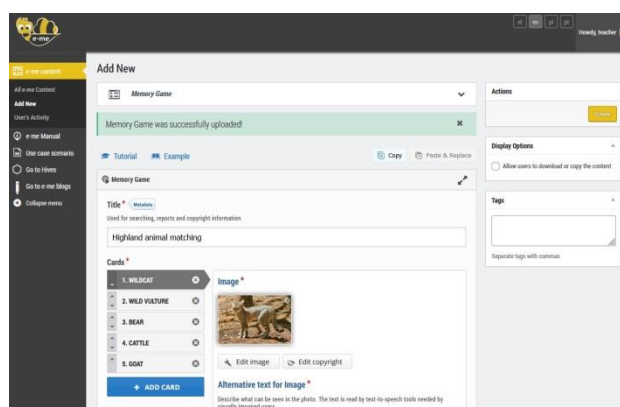 e-me
el en pl pt
Howdy, teacher
e-me content
All e-me Content
Add New
User's Activity
e-me Manual
Use case scenario
Go to Hives
Go to e-me blogs
Collapse menu
Add New
Memory Game
Memory Game was successfully uploaded!
Tutorial Example Copy Paste & Replace
Memory Game
Title * Metadata
Used for searching, reports and copyright information
Highland animal matching
Cards *
1. WILDCAT
2. WILD VULTURE
3. BEAR
4. CATTLE
5. GOAT
+ ADD CARD
Image *
Edit image Edit copyright
Alternative text for Image *
Describe what can be seen in the photo. The text is read by text-to-speech tools needed by
visually impaired users.
Actions
Create
Display Options
Allow users to download or copy the content
Tags
Separate tags with commas